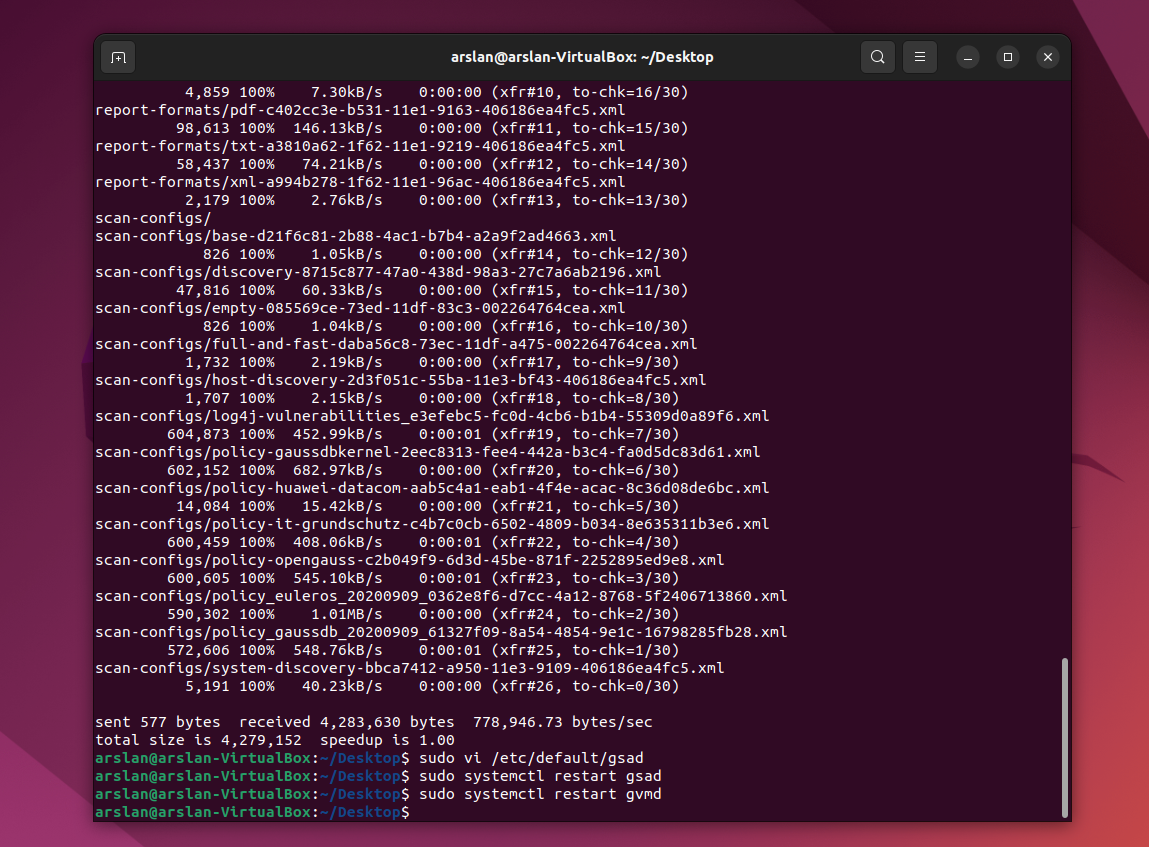 arslan@arslan-VirtualBox: ~/Desktop
4,859 100%    7.30kB/s    0:00:00 (xfr#10, to-chk=16/30)
report-formats/pdf-c402cc3e-b531-11e1-9163-406186ea4fc5.xml
98,613 100%  146.13kB/s    0:00:00 (xfr#11, to-chk=15/30)
report-formats/txt-a3810a62-1f62-11e1-9219-406186ea4fc5.xml
58,437 100%   74.21kB/s    0:00:00 (xfr#12, to-chk=14/30)
report-formats/xml-a994b278-1f62-11e1-96ac-406186ea4fc5.xml
2,179 100%    2.76kB/s    0:00:00 (xfr#13, to-chk=13/30)
scan-configs/
scan-configs/base-d21f6c81-2b88-4ac1-b7b4-a2a9f2ad4663.xml
826 100%    1.05kB/s    0:00:00 (xfr#14, to-chk=12/30)
scan-configs/discovery-8715c877-47a0-438d-98a3-27c7a6ab2196.xml
47,816 100%   60.33kB/s    0:00:00 (xfr#15, to-chk=11/30)
scan-configs/empty-085569ce-73ed-11df-83c3-002264764cea.xml
826 100%    1.04kB/s    0:00:00 (xfr#16, to-chk=10/30)
scan-configs/full-and-fast-daba56c8-73ec-11df-a475-002264764cea.xml
1,732 100%    2.19kB/s    0:00:00 (xfr#17, to-chk=9/30)
scan-configs/host-discovery-2d3f051c-55ba-11e3-bf43-406186ea4fc5.xml
1,707 100%    2.15kB/s    0:00:00 (xfr#18, to-chk=8/30)
scan-configs/log4j-vulnerabilities_e3efebc5-fc0d-4cb6-b1b4-55309d0a89f6.xml
604,873 100%  452.99kB/s    0:00:01 (xfr#19, to-chk=7/30)
scan-configs/policy-gaussdbkernel-2eec8313-fee4-442a-b3c4-fa0d5dc83d61.xml
602,152 100%  682.97kB/s    0:00:00 (xfr#20, to-chk=6/30)
scan-configs/policy-huawei-datacom-aab5c4a1-eab1-4f4e-acac-8c36d08de6bc.xml
14,084 100%   15.42kB/s    0:00:00 (xfr#21, to-chk=5/30)
scan-configs/policy-it-grundschutz-c4b7c0cb-6502-4809-b034-8e635311b3e6.xml
600,459 100%  408.06kB/s    0:00:01 (xfr#22, to-chk=4/30)
scan-configs/policy-opengauss-c2b049f9-6d3d-45be-871f-2252895ed9e8.xml
600,605 100%  545.10kB/s    0:00:01 (xfr#23, to-chk=3/30)
scan-configs/policy_euleros_20200909_0362e8f6-d7cc-4a12-8768-5f2406713860.xml
590,302 100%    1.01MB/s    0:00:00 (xfr#24, to-chk=2/30)
scan-configs/policy_gaussdb_20200909_61327f09-8a54-4854-9e1c-16798285fb28.xml
572,606 100%  548.76kB/s    0:00:01 (xfr#25, to-chk=1/30)
scan-configs/system-discovery-bbca7412-a950-11e3-9109-406186ea4fc5.xml
5,191 100%   40.23kB/s    0:00:00 (xfr#26, to-chk=0/30)
sent 577 bytes  received 4,283,630 bytes  778,946.73 bytes/sec
total size is 4,279,152  speedup is 1.00
arslan@arslan-VirtualBox:~/Desktop$ sudo vi /etc/default/gsad
arslan@arslan-VirtualBox:~/Desktop$ sudo systemctl restart gsad
arslan@arslan-VirtualBox:~/Desktop$ sudo systemctl restart gvmd
arslan@arslan-VirtualBox:~/Desktop$